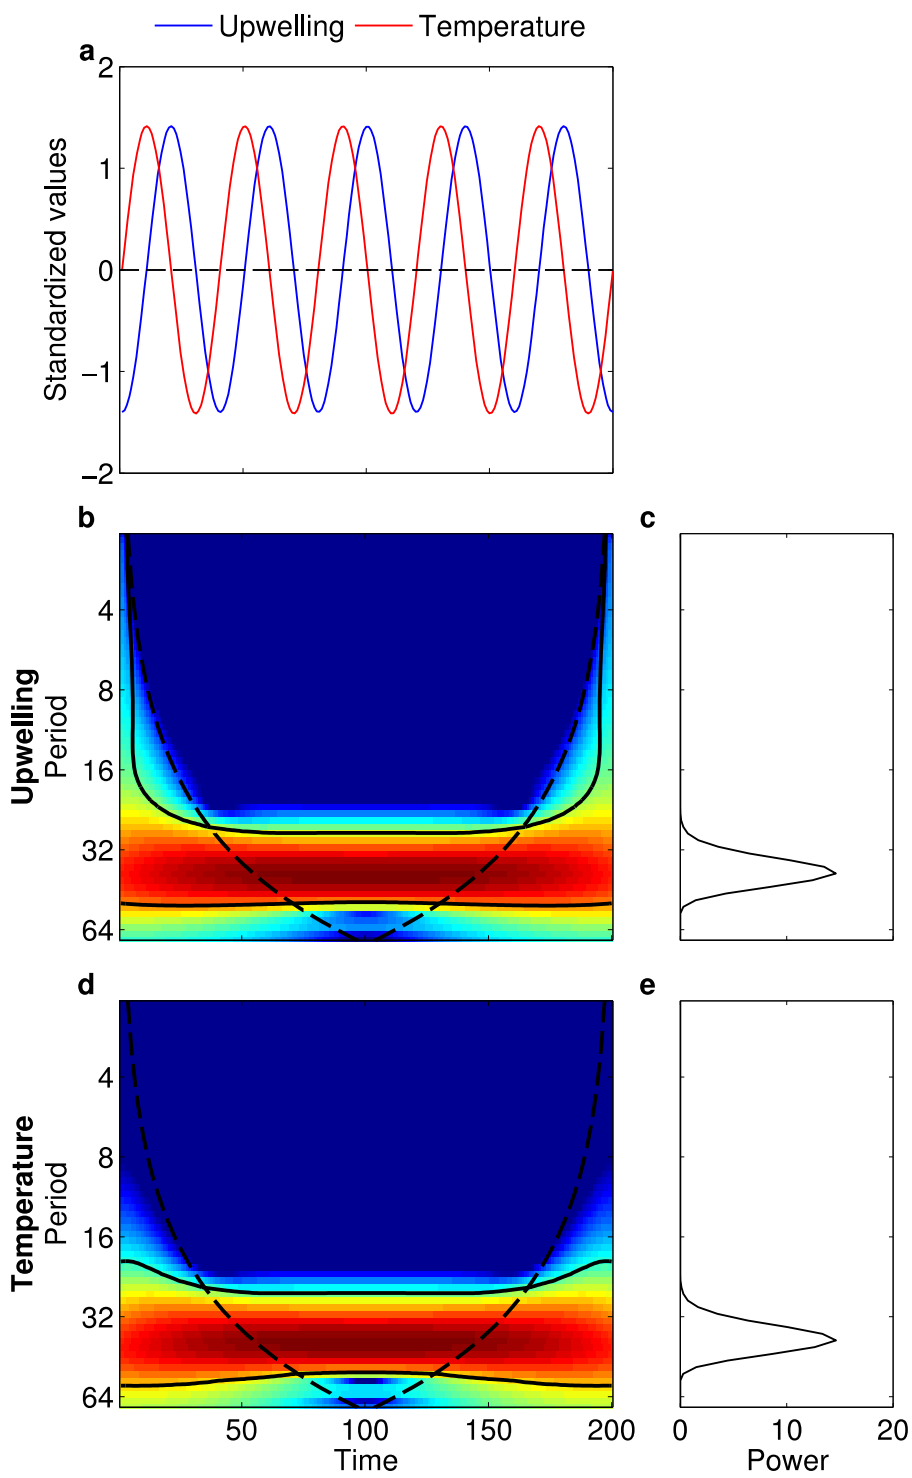 Upwelling Temperature
a
2
1
0
−1
−2
Standardized values
b
4
8
16
32
64
Upwelling
Period
c
d
4
8
16
32
64
Temperature
Period
50 100 150 200
Time
e
0 10 20
Power